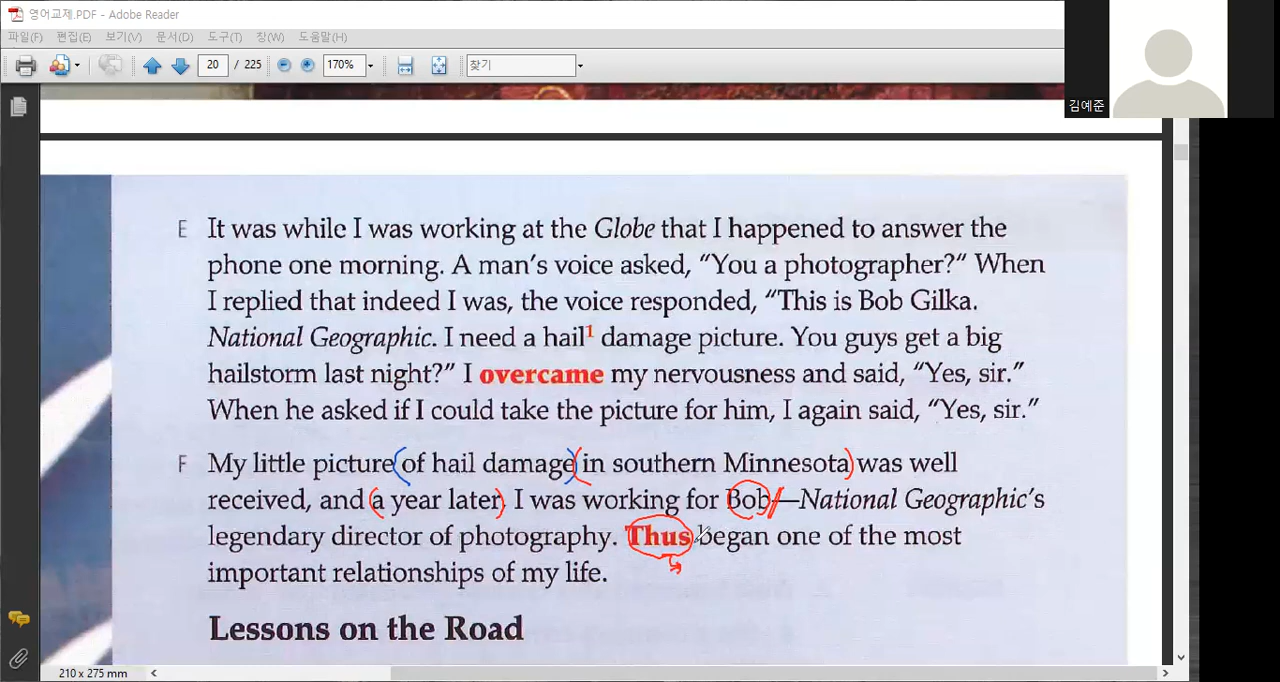 영어교제.PDF - Adobe Reader
파일(F) 편집(E) 보기(V) 문서(D) 도구(T) 창(W) 도움말(H)
20 / 225 170% 찾기
김예준
E It was while I was working at the Globe that I happened to answer the
phone one morning. A man's voice asked, “You a photographer?“ When
I replied that indeed I was, the voice responded, “This is Bob Gilka.
National Geographic. I need a hail¹ damage picture. You guys get a big
hailstorm last night?” I overcame my nervousness and said, “Yes, sir.”
When he asked if I could take the picture for him, I again said, “Yes, sir.”
F My little picture of hail damage in southern Minnesota was well
received, and a year later, I was working for Bob—National Geographic's
legendary director of photography. Thus began one of the most
important relationships of my life.
Lessons on the Road
210 x 275 mm